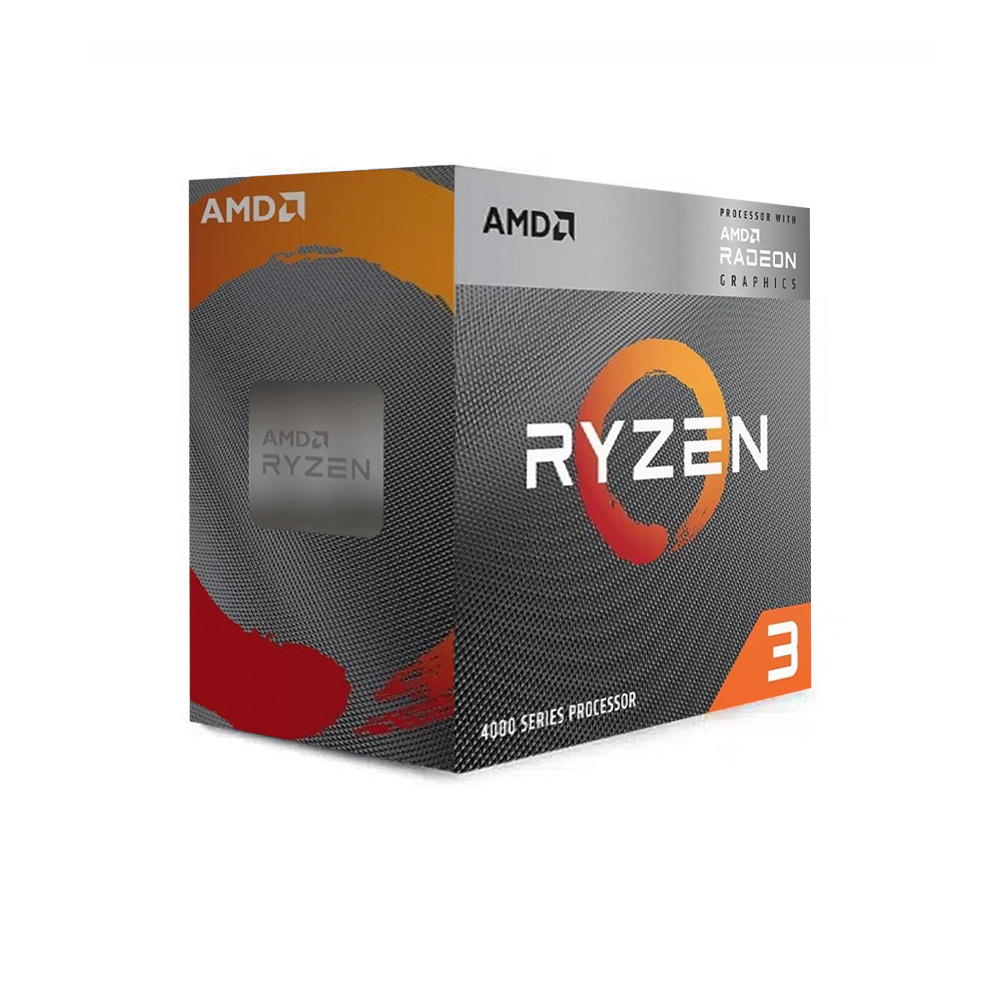 AMD
AMD
RYZEN
AMD
PROCESSOR WITH
AMD
RADEON
GRAPHICS
RYZEN
3
4000 SERIES PROCESSOR